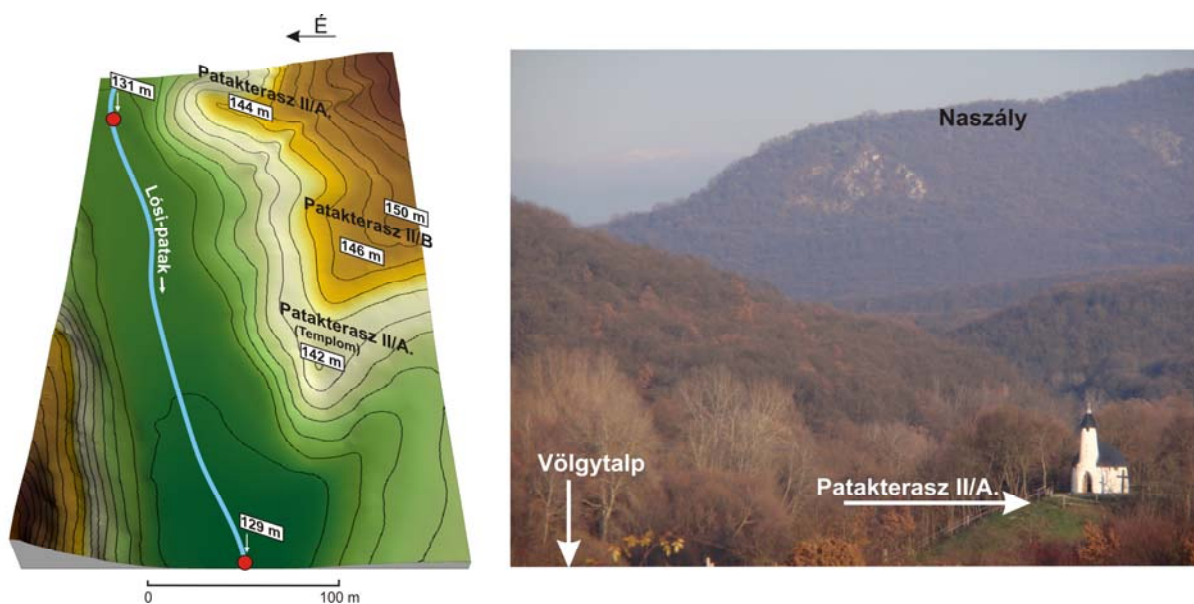 É
131 m
Patakterasz II/A.
144 m
Lósi-patak
150 m
Patakterasz II/B
146 m
Patakterasz II/A.
(Templom)
142 m
129 m
0 100 m
Naszály
Völgytalp
Patakterasz II/A.